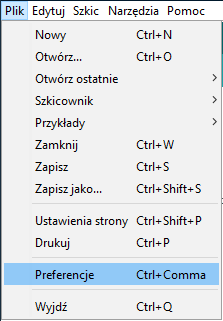 Plik Edytuj Szkic Narzędzia Pomoc
Nowy Ctrl+N
Otwórz... Ctrl+O
Otwórz ostatnie
Szkicownik
Przykłady
Zamknij Ctrl+W
Zapisz Ctrl+S
Zapisz jako... Ctrl+Shift+S
Ustawienia strony Ctrl+Shift+P
Drukuj Ctrl+P
Preferencje Ctrl+Comma
Wyjdź Ctrl+Q